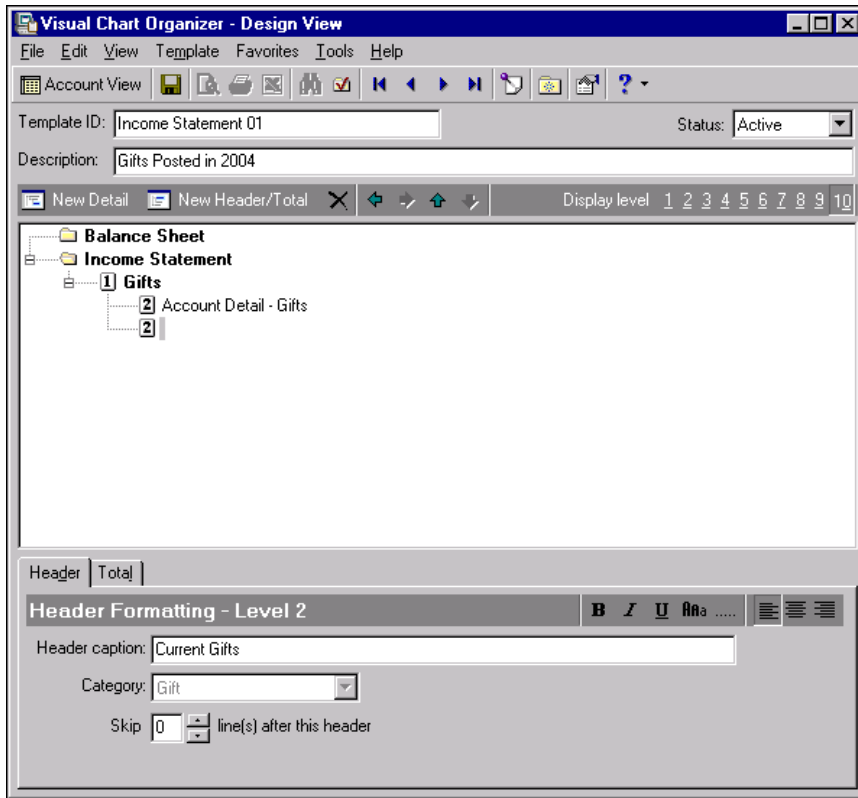 Visual Chart Organizer - Design View
File Edit View Template Favorites Tools Help
Account View ?
Template ID: Income Statement 01 Status: Active
Description: Gifts Posted in 2004
New Detail New Header/Total Display level 1 2 3 4 5 6 7 8 9 10
Balance Sheet
Income Statement
1 Gifts
2 Account Detail - Gifts
2
Header Total
Header Formatting - Level 2 B I U AAa .....
Header caption: Current Gifts
Category: Gift
Skip 0 line(s) after this header